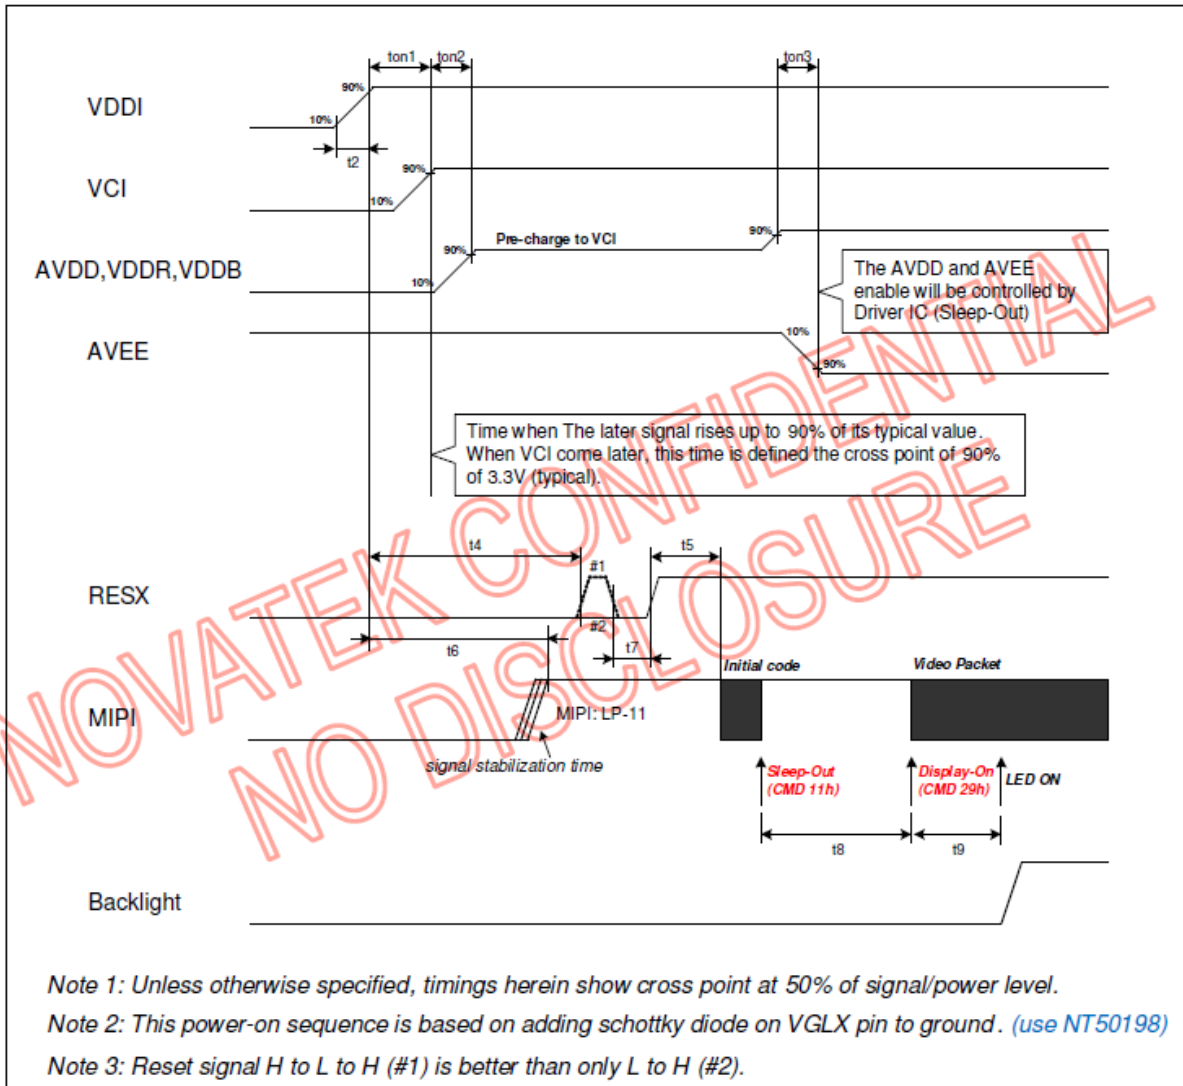 ton1
ton2
ton3
VDDI
90%
10%
t2
VCI
90%
10%
AVDD,VDDR,VDDB
90%
Pre-charge to VCI
90%
10%
The AVDD and AVEE
enable will be controlled by
Driver IC (Sleep-Out)
AVEE
10%
90%
Time when The later signal rises up to 90% of its typical value.
When VCI come later, this time is defined the cross point of 90%
of 3.3V (typical).
NOVATEK CONFIDENTIAL
NO DISCLOSURE
t4
t5
RESX
#1
#2
t6
t7
Initial code
Video Packet
MIPI
MIPI: LP-11
signal stabilization time
Sleep-Out
(CMD 11h)
Display-On
(CMD 29h)
LED ON
t8
t9
Backlight
Note 1: Unless otherwise specified, timings herein show cross point at 50% of signal/power level.
Note 2: This power-on sequence is based on adding schottky diode on VGLX pin to ground. (use NT50198)
Note 3: Reset signal H to L to H (#1) is better than only L to H (#2).